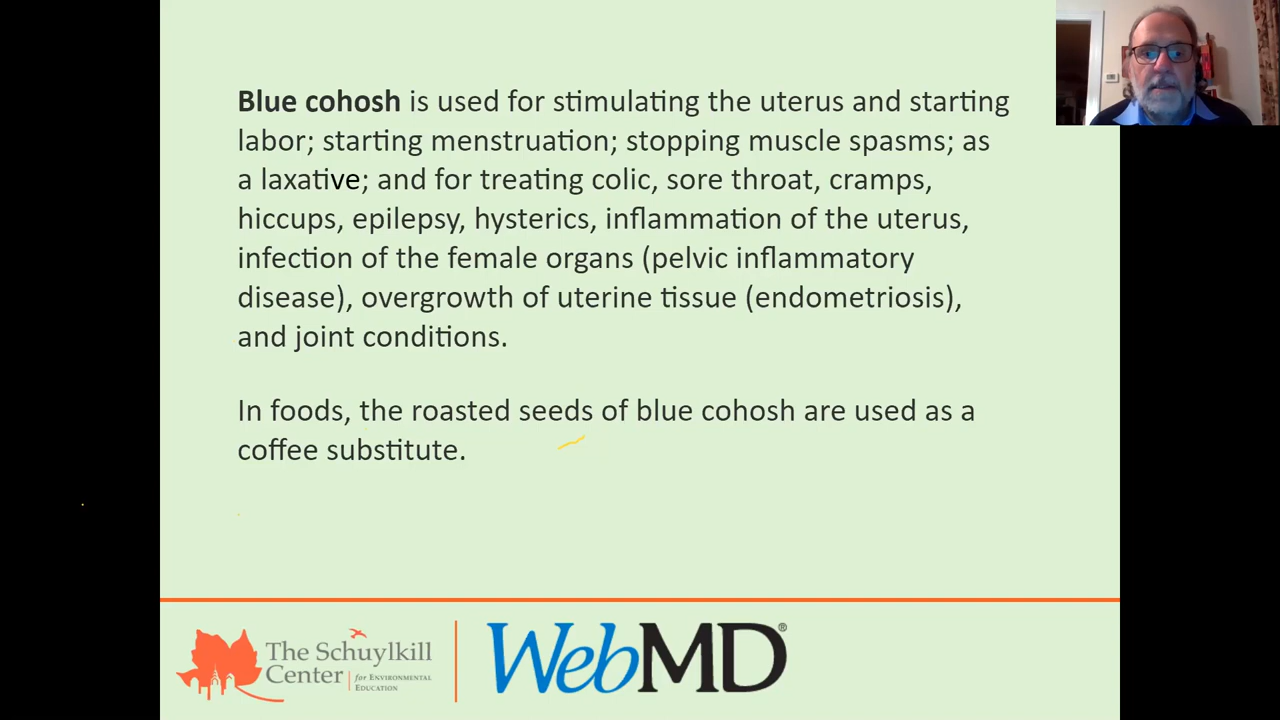 Blue cohosh is used for stimulating the uterus and starting
labor; starting menstruation; stopping muscle spasms; as
a laxative; and for treating colic, sore throat, cramps,
hiccups, epilepsy, hysterics, inflammation of the uterus,
infection of the female organs (pelvic inflammatory
disease), overgrowth of uterine tissue (endometriosis),
and joint conditions.
In foods, the roasted seeds of blue cohosh are used as a
coffee substitute.
The Schuylkill
Center
for ENVIRONMENTAL
EDUCATION
WebMD®